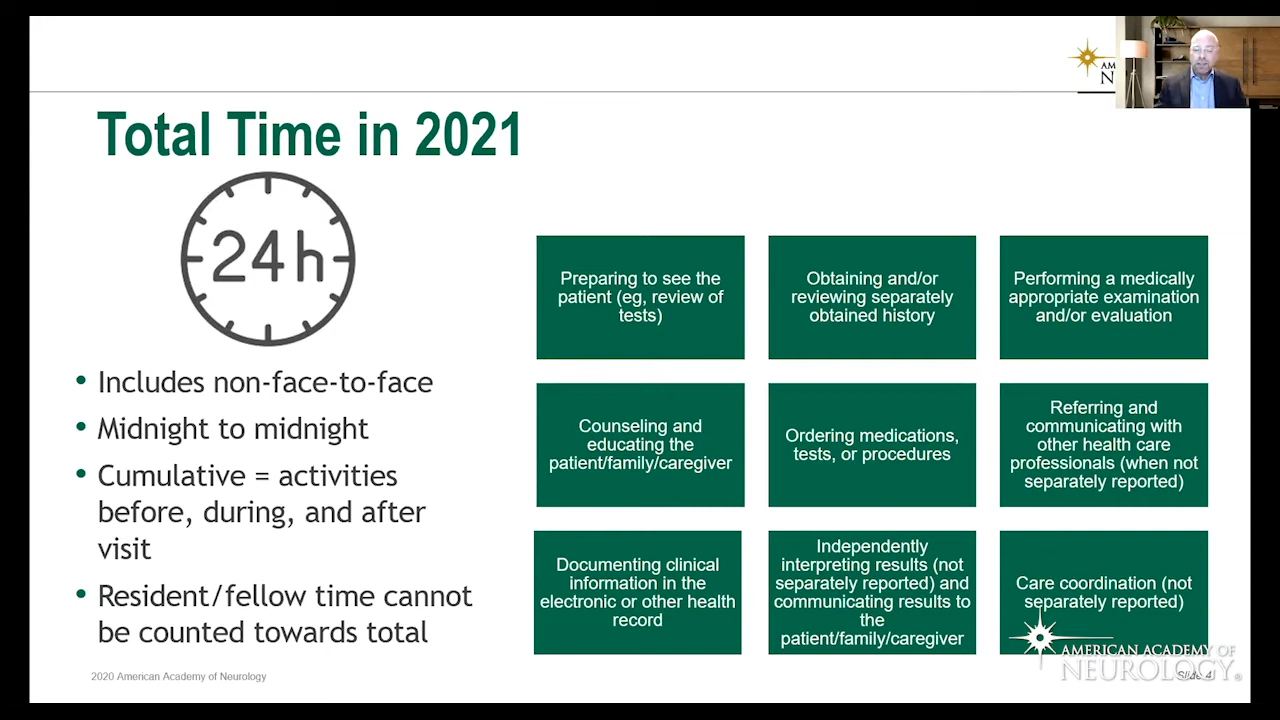 Total Time in 2021
24h
• Includes non-face-to-face
• Midnight to midnight
• Cumulative = activities
before, during, and after
visit
• Resident/fellow time cannot
be counted towards total
Preparing to see the
patient (eg, review of
tests)
Obtaining and/or
reviewing separately
obtained history
Performing a medically
appropriate examination
and/or evaluation
Counseling and
educating the
patient/family/caregiver
Ordering medications,
tests, or procedures
Referring and
communicating with
other health care
professionals (when not
separately reported)
Documenting clinical
information in the
electronic or other health
record
Independently
interpreting results (not
separately reported) and
communicating results to
the
patient/family/caregiver
Care coordination (not
separately reported)
AMERICAN ACADEMY OF
NEUROLOGY®
2020 American Academy of Neurology
Slide 4